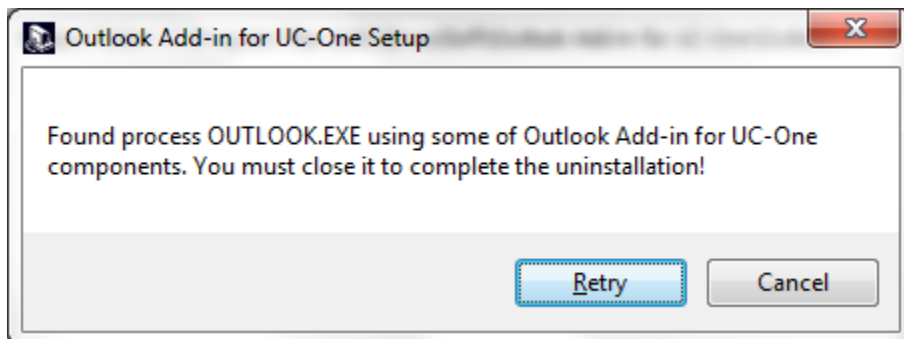 Outlook Add-in for UC-One Setup
Found process OUTLOOK.EXE using some of Outlook Add-in for UC-One
components. You must close it to complete the uninstallation!
Retry
Cancel